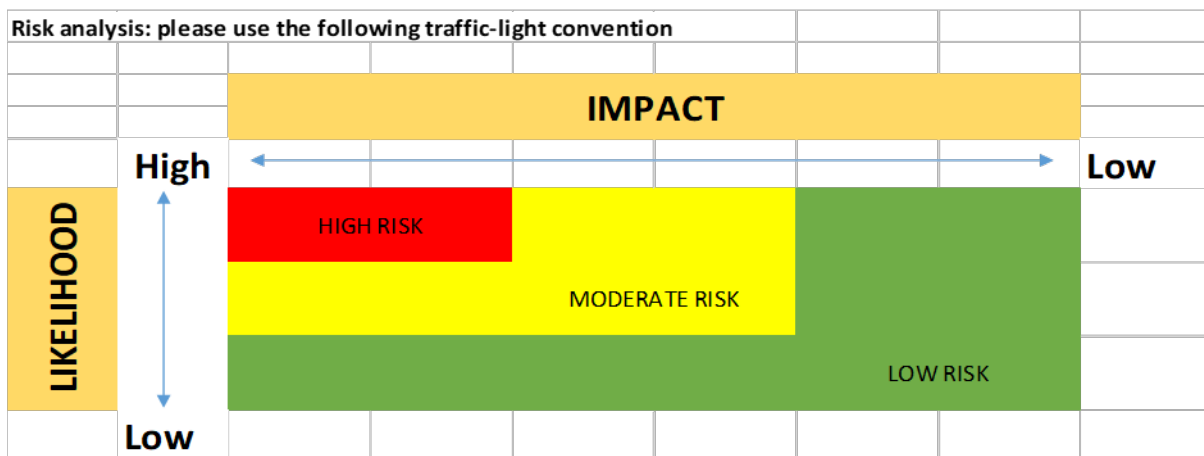 Risk analysis: please use the following traffic-light convention
IMPACT
High
Low
LIKELIHOOD
HIGH RISK
MODERATE RISK
LOW RISK
Low